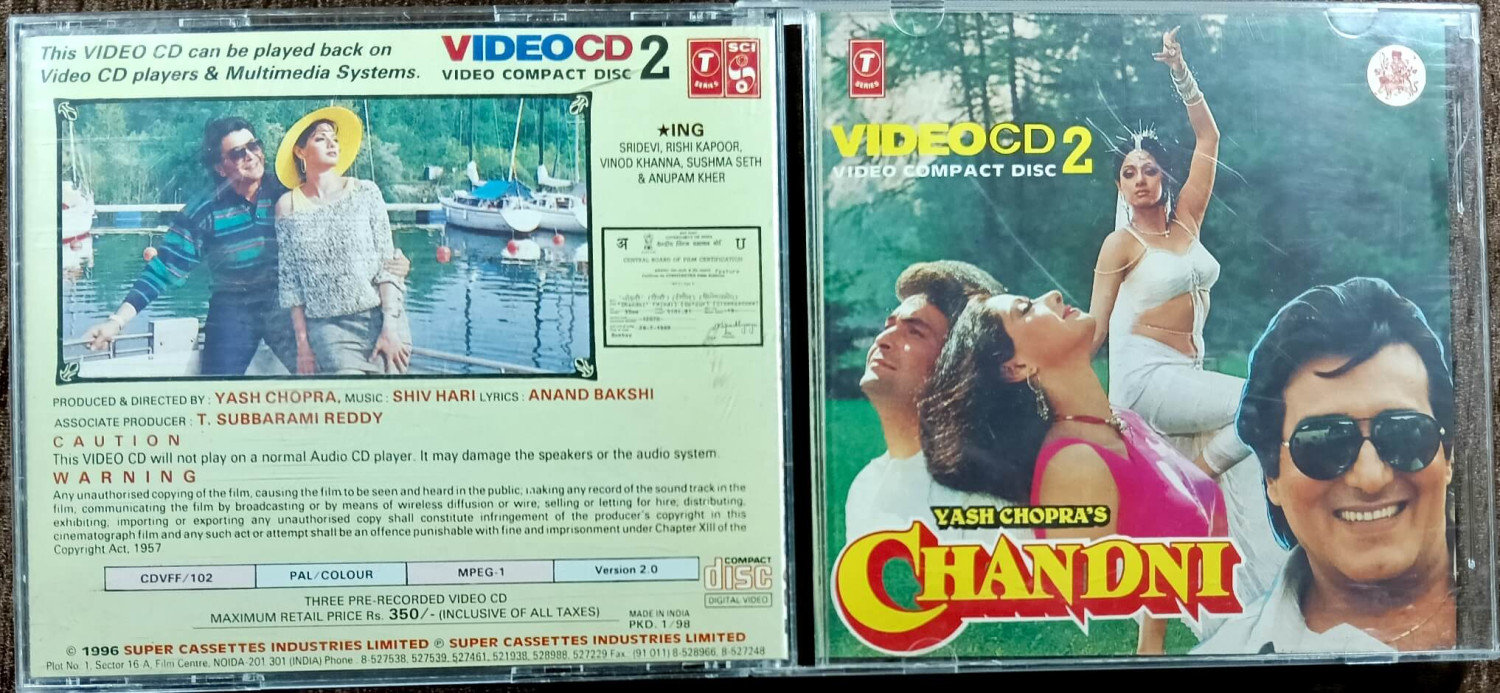 This VIDEO CD can be played back on
Video CD players & Multimedia Systems.
VIDEOCD 2
VIDEO COMPACT DISC
T
SERIES
SCI
★ING
SRIDEVI, RISHI KAPOOR,
VINOD KHANNA, SUSHMA SETH
& ANUPAM KHER
अ U
CENTRAL BOARD OF FILM CERTIFICATION
PRODUCED & DIRECTED BY : YASH CHOPRA, MUSIC : SHIV HARI LYRICS : ANAND BAKSHI
ASSOCIATE PRODUCER : T. SUBBARAMI REDDY
CAUTION
This VIDEO CD will not play on a normal Audio CD player. It may damage the speakers or the audio system.
WARNING
Any unauthorised copying of the film, causing the film to be seen and heard in the public, making any record of the sound track in the
film, communicating the film by broadcasting or by means of wireless diffusion or wire, selling or letting for hire, distributing,
exhibiting, importing or exporting any unauthorised copy shall constitute infringement of the producer's copyright in this
cinematograph film and any such act or attempt shall be an offence punishable with fine and imprisonment under Chapter XIII of the
Copyright Act, 1957
CDVFF/102 PAL/COLOUR MPEG-1 Version 2.0
COMPACT
disc
DIGITAL VIDEO
THREE PRE-RECORDED VIDEO CD
MAXIMUM RETAIL PRICE Rs. 350/- (INCLUSIVE OF ALL TAXES)
MADE IN INDIA
PKD. 1/98
© 1996 SUPER CASSETTES INDUSTRIES LIMITED ℗ SUPER CASSETTES INDUSTRIES LIMITED
Plot No. 1, Sector 16-A, Film Centre, NOIDA-201 301 (INDIA) Phone : 8-527538, 527539, 527461, 521938, 528988, 527229 Fax : (91 011) 8-528966, 8-527248
T
SERIES
VIDEOCD 2
VIDEO COMPACT DISC
YASH CHOPRA'S
CHANDNI